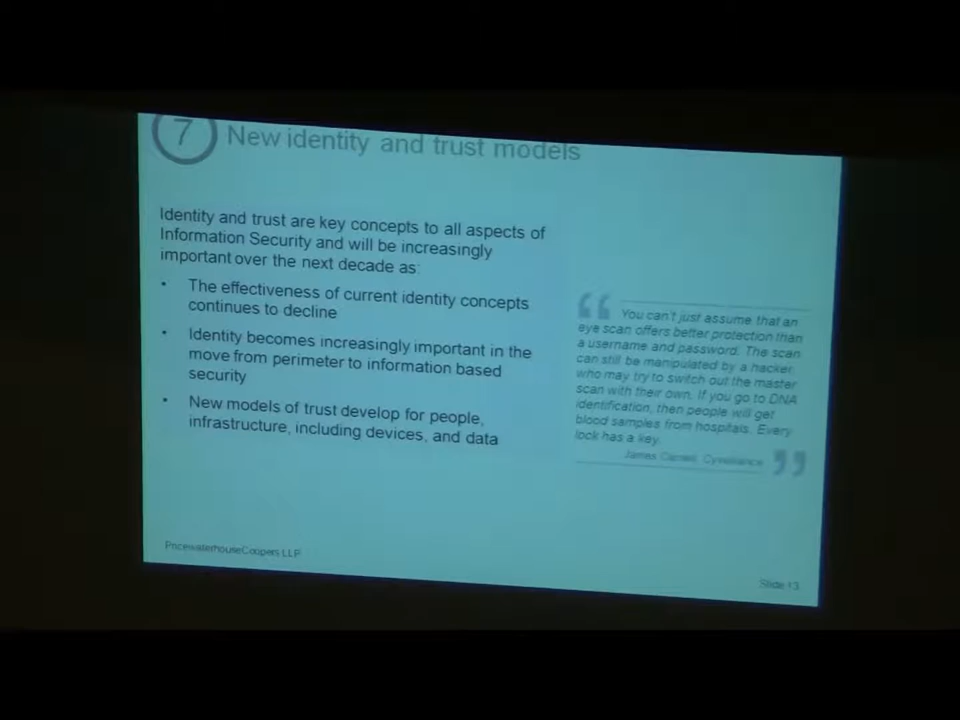 7 New identity and trust models
Identity and trust are key concepts to all aspects of
Information Security and will be increasingly
important over the next decade as:
• The effectiveness of current identity concepts
continues to decline
• Identity becomes increasingly important in the
move from perimeter to information based
security
• New models of trust develop for people,
infrastructure, including devices, and data
“ You can't just assume that an
eye scan offers better protection than
a username and password. The scan
can still be manipulated by a hacker
who may try to switch out the master
scan with their own. If you go to DNA
identification, then people will get
blood samples from hospitals. Every
lock has a key.
James ”
PricewaterhouseCoopers LLP
Slide 13